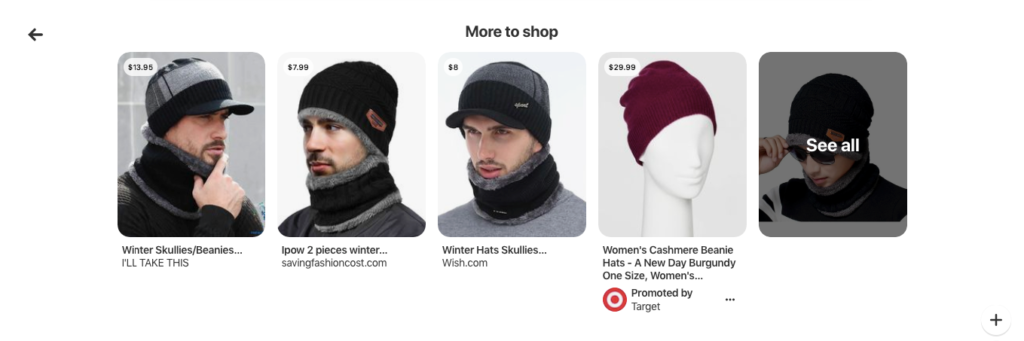 More to shop
$13.95
$7.99
$8
$29.99
See all
Winter Skullies/Beanies...
I'LL TAKE THIS
Ipow 2 pieces winter...
savingfashioncost.com
Winter Hats Skullies...
Wish.com
Women's Cashmere Beanie
Hats - A New Day Burgundy
One Size, Women's...
Promoted by
Target